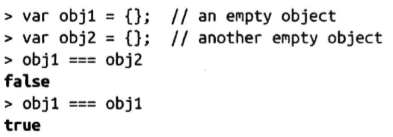 > var obj1 = {};  // an empty object
> var obj2 = {};  // another empty object
> obj1 === obj2
false
> obj1 === obj1
true